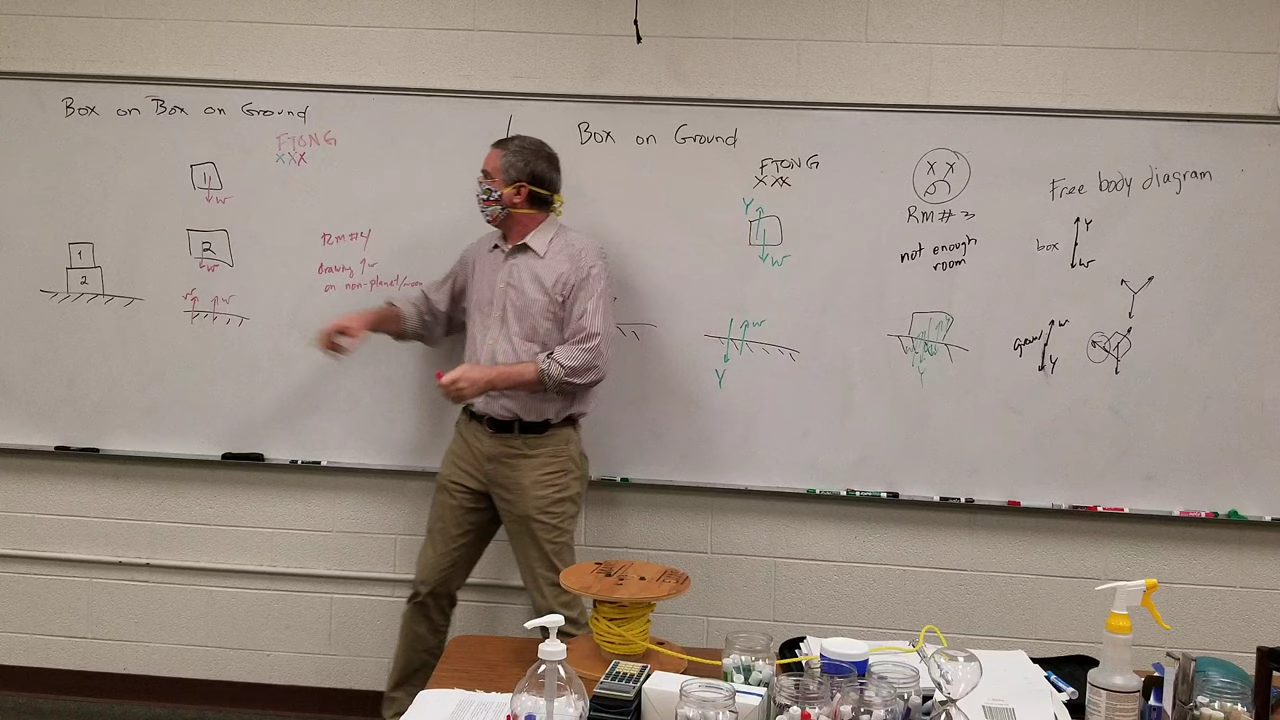 Box on Box on Ground
FTONG
XXX
1
w
2
w
1
2
w w
RM#4
drawing ↑w
on non-planet/moon
Box on Ground
FTONG
XXX
Y
w
w
Y
X X
RM#3
not enough
room
Y
Free body diagram
box
Y
w
w
Y